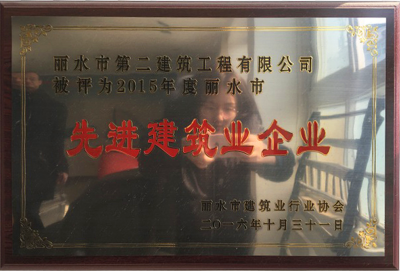 丽水市第二建筑工程有限公司
被评为2015年度丽水市
先进建筑业企业
丽水市建筑业行业协会
二〇一六年十月三十一日